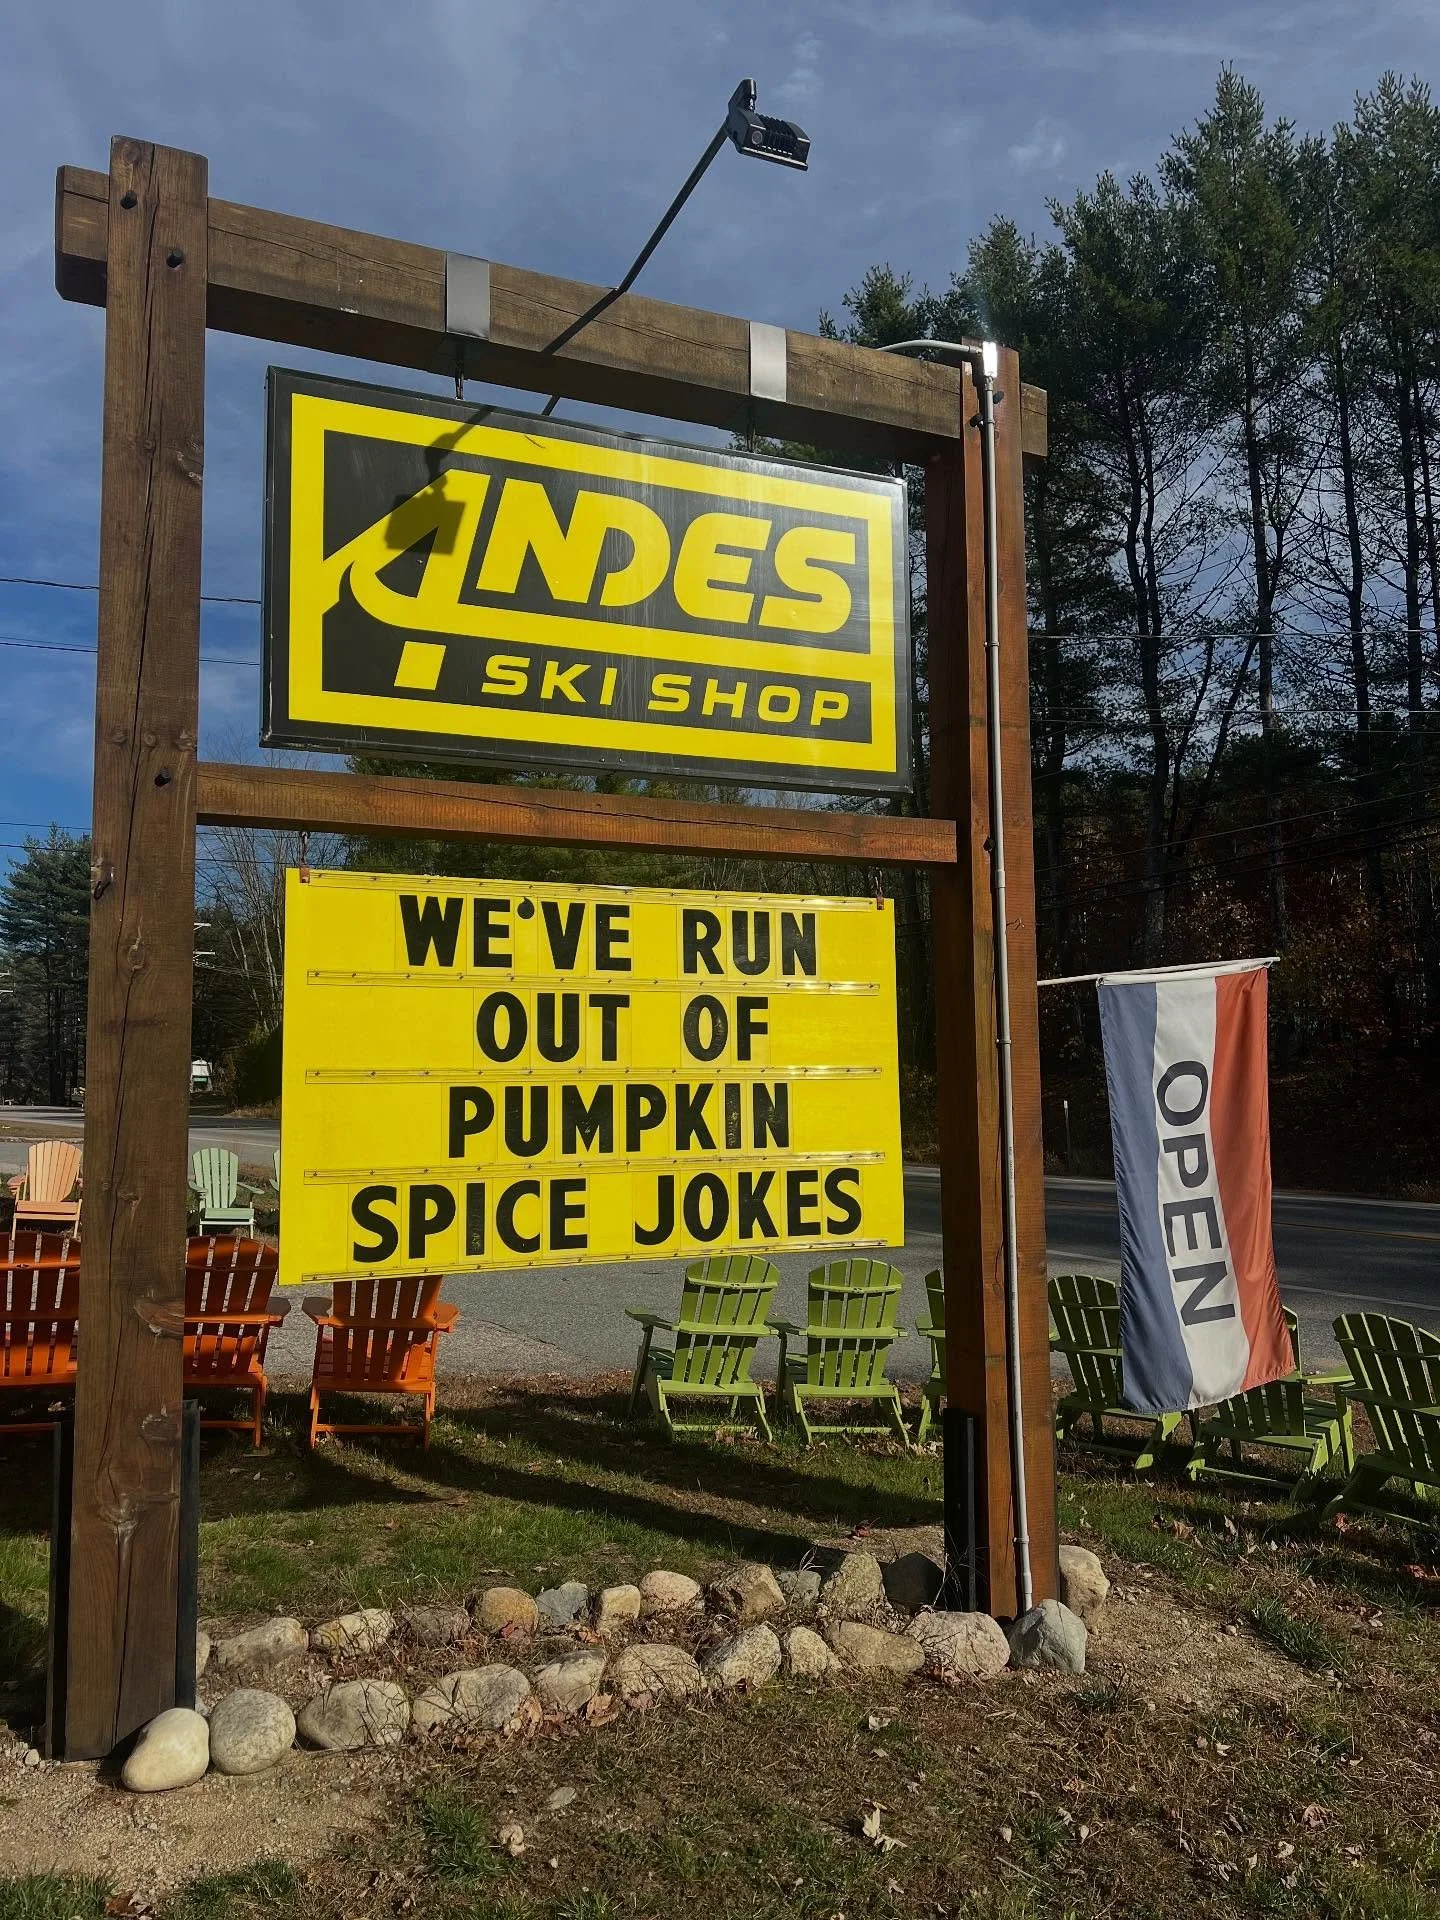 ANDES
SKI SHOP
WE'VE RUN
OUT OF
PUMPKIN
SPICE JOKES
OPEN